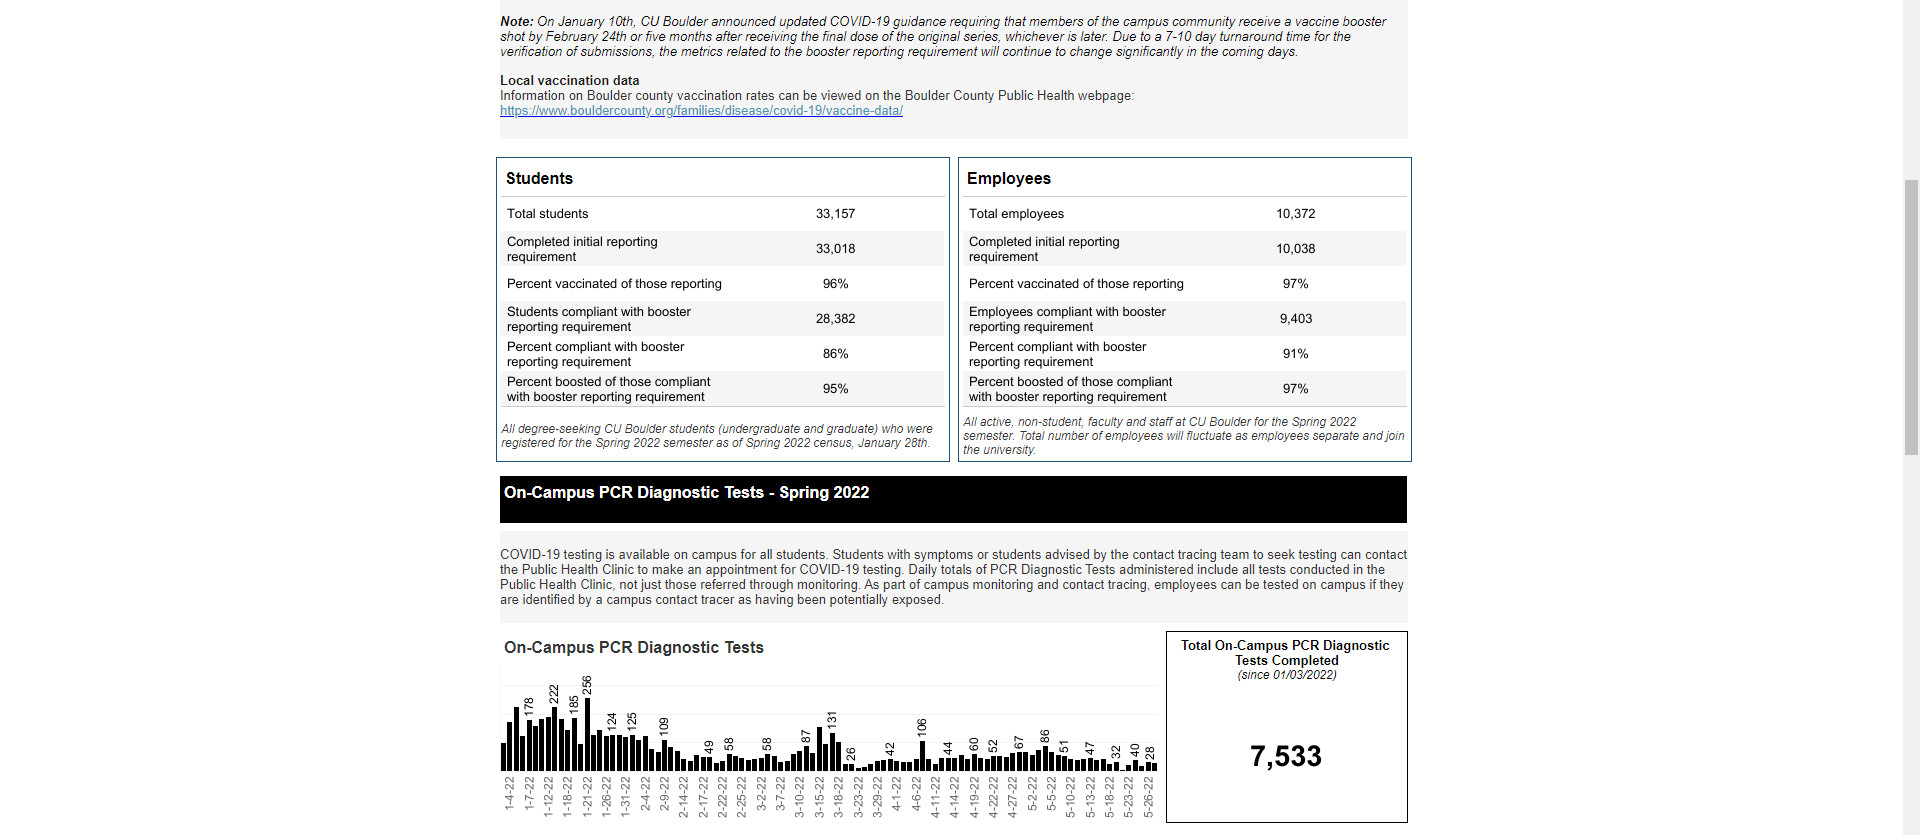 Note: On January 10th, CU Boulder announced updated COVID-19 guidance requiring that members of the campus community receive a vaccine booster
shot by February 24th or five months after receiving the final dose of the original series, whichever is later. Due to a 7-10 day turnaround time for the
verification of submissions, the metrics related to the booster reporting requirement will continue to change significantly in the coming days.
Local vaccination data
Information on Boulder county vaccination rates can be viewed on the Boulder County Public Health webpage:
https://www.bouldercounty.org/families/disease/covid-19/vaccine-data/
Students
Total students 33,157
Completed initial reporting
requirement 33,018
Percent vaccinated of those reporting 96%
Students compliant with booster
reporting requirement 28,382
Percent compliant with booster
reporting requirement 86%
Percent boosted of those compliant
with booster reporting requirement 95%
All degree-seeking CU Boulder students (undergraduate and graduate) who were
registered for the Spring 2022 semester as of Spring 2022 census, January 28th.
Employees
Total employees 10,372
Completed initial reporting
requirement 10,038
Percent vaccinated of those reporting 97%
Employees compliant with booster
reporting requirement 9,403
Percent compliant with booster
reporting requirement 91%
Percent boosted of those compliant
with booster reporting requirement 97%
All active, non-student, faculty and staff at CU Boulder for the Spring 2022
semester. Total number of employees will fluctuate as employees separate and join
the university.
On-Campus PCR Diagnostic Tests - Spring 2022
COVID-19 testing is available on campus for all students. Students with symptoms or students advised by the contact tracing team to seek testing can contact
the Public Health Clinic to make an appointment for COVID-19 testing. Daily totals of PCR Diagnostic Tests administered include all tests conducted in the
Public Health Clinic, not just those referred through monitoring. As part of campus monitoring and contact tracing, employees can be tested on campus if they
are identified by a campus contact tracer as having been potentially exposed.
On-Campus PCR Diagnostic Tests
178 222 185 256 124 125 109 49 58 58 87 131 26 42 106 44 60 52 67 86 51 47 32 40 28
1-4-22 1-7-22 1-12-22 1-18-22 1-21-22 1-26-22 1-31-22 2-4-22 2-9-22 2-14-22 2-17-22 2-22-22 2-25-22 3-2-22 3-7-22 3-10-22 3-15-22 3-18-22 3-23-22 3-29-22 4-1-22 4-6-22 4-11-22 4-14-22 4-19-22 4-22-22 4-27-22 5-2-22 5-5-22 5-10-22 5-13-22 5-18-22 5-23-22 5-26-22
Total On-Campus PCR Diagnostic
Tests Completed
(since 01/03/2022)
7,533